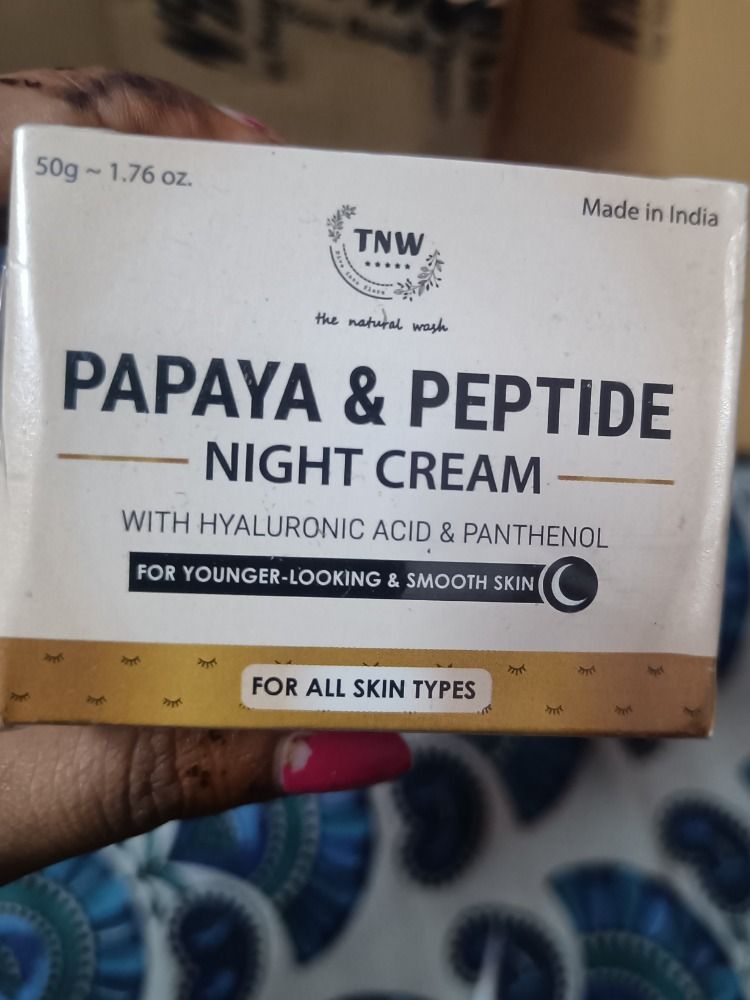 50g ~ 1.76 oz.
Made in India
TNW
the natural wash
PAPAYA & PEPTIDE
NIGHT CREAM
WITH HYALURONIC ACID & PANTHENOL
FOR YOUNGER-LOOKING & SMOOTH SKIN
FOR ALL SKIN TYPES